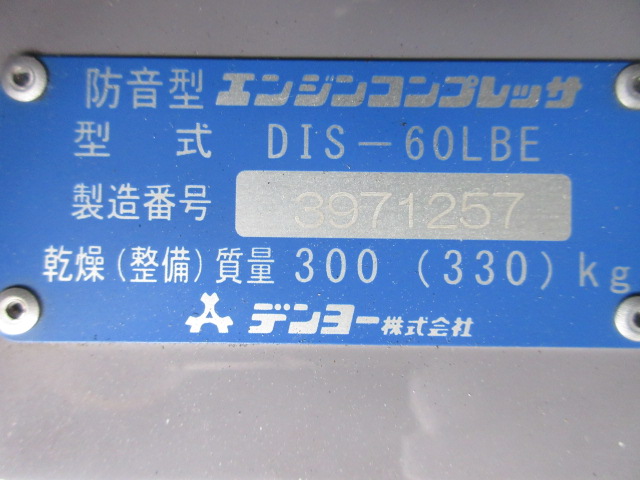 防音型 エンジンコンプレッサ
型 式 DIS-60LBE
製造番号 3971257
乾燥(整備)質量 300 (330) kg
デンヨー株式会社